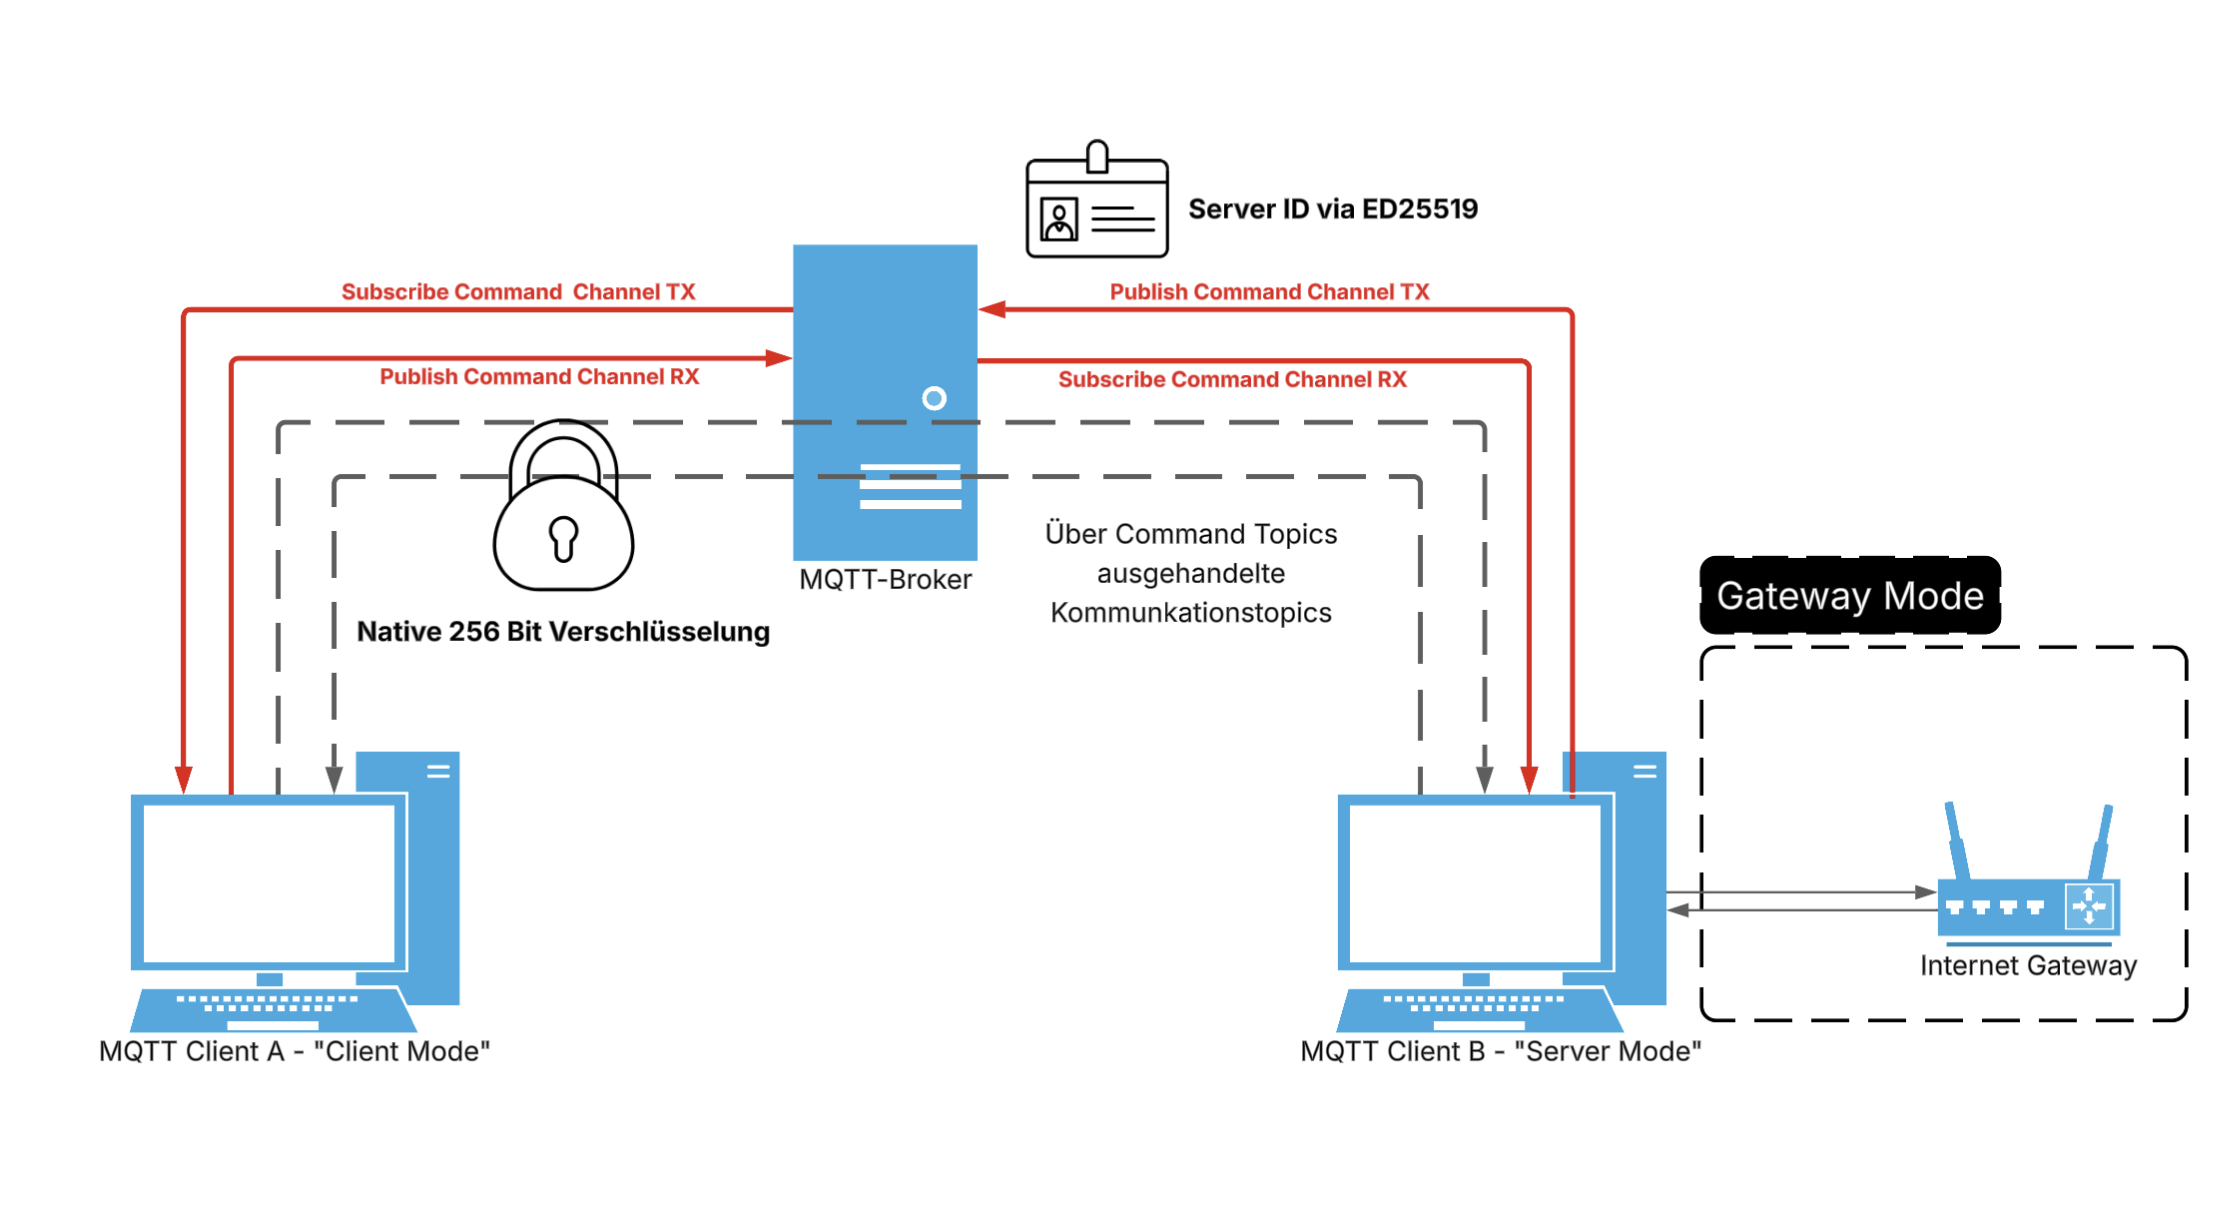 Server ID via ED25519
Subscribe Command  Channel TX
Publish Command Channel TX
Publish Command Channel RX
Subscribe Command Channel RX
Über Command Topics
ausgehandelte
Kommunkationstopics
MQTT-Broker
Native 256 Bit Verschlüsselung
Gateway Mode
Internet Gateway
MQTT Client A - "Client Mode"
MQTT Client B - "Server Mode"